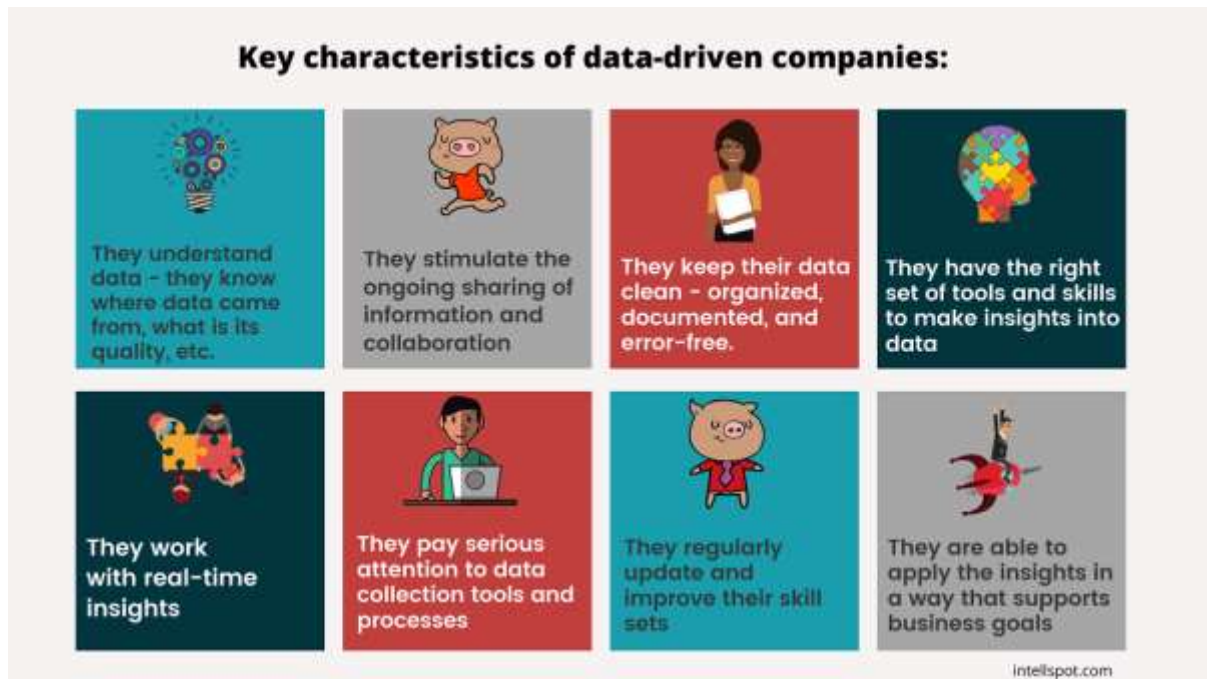 Key characteristics of data-driven companies:
They understand
data - they know
where data came
from, what is its
quality, etc.
They stimulate the
ongoing sharing of
information and
collaboration
They keep their data
clean - organized,
documented, and
error-free.
They have the right
set of tools and skills
to make insights into
data
They work
with real-time
insights
They pay serious
attention to data
collection tools and
processes
They regularly
update and
improve their skill
sets
They are able to
apply the insights in
a way that supports
business goals
intellspot.com